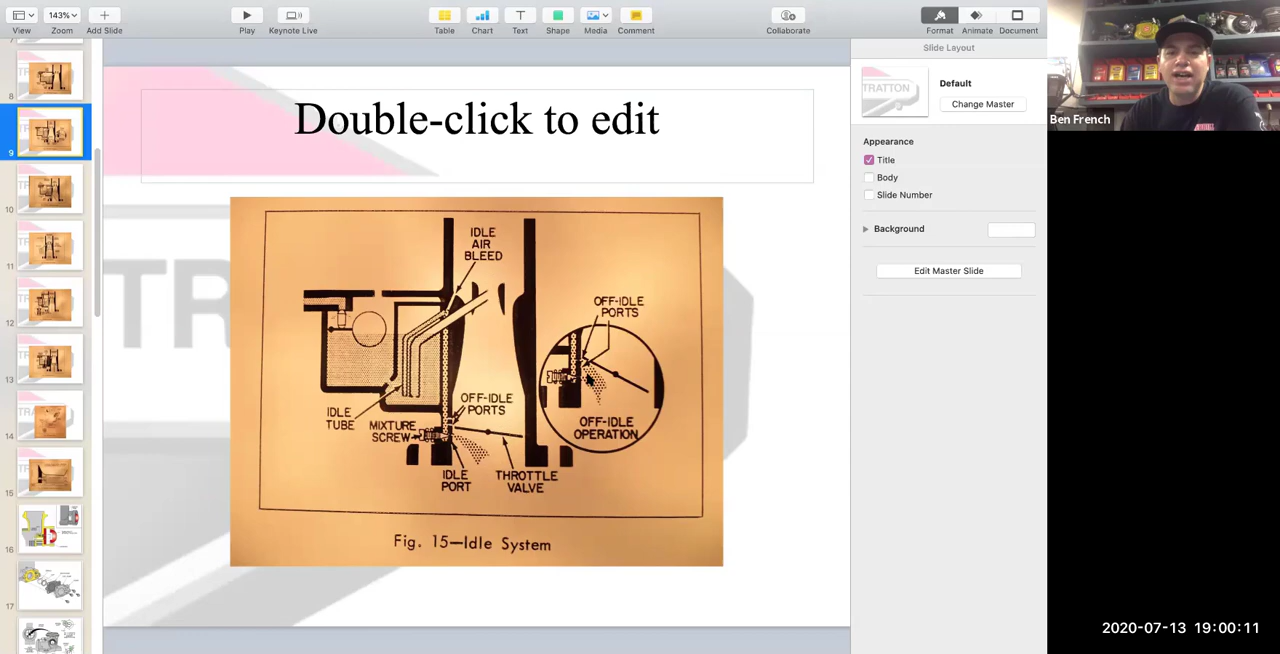 143%
View
Zoom
Add Slide
Play
Keynote Live
Table
Chart
Text
Shape
Media
Comment
Collaborate
Format
Animate
Document
Slide Layout
TRATTON
Default
Change Master
Appearance
Title
Body
Slide Number
Background
Edit Master Slide
Ben French
8
9
10
11
12
13
14
15
16
17
Double-click to edit
IDLE
AIR
BLEED
OFF-IDLE
PORTS
IDLE
TUBE
MIXTURE
SCREW
OFF-IDLE
PORTS
OFF-IDLE
OPERATION
IDLE
PORT
THROTTLE
VALVE
Fig. 15—Idle System
2020-07-13 19:00:11